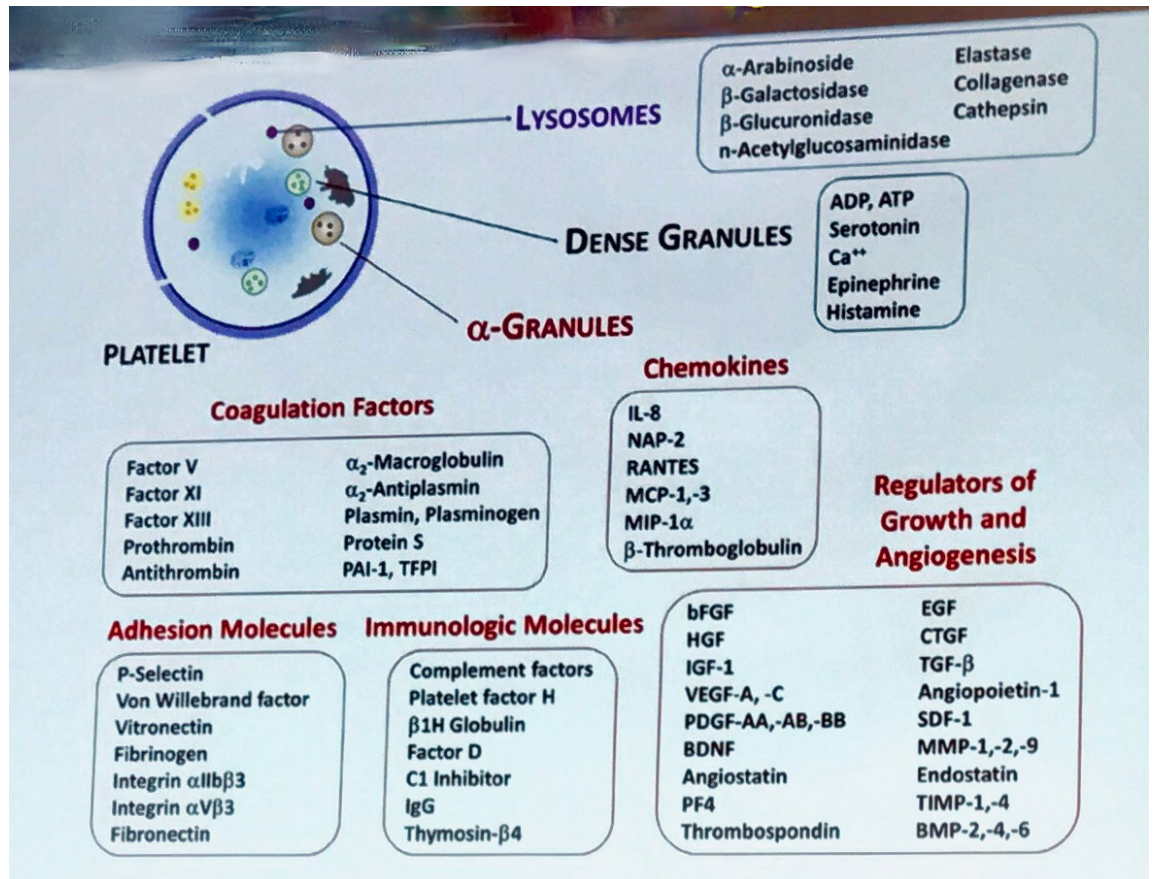 LYSOSOMES
α-Arabinoside
β-Galactosidase
β-Glucuronidase
n-Acetylglucosaminidase
Elastase
Collagenase
Cathepsin
DENSE GRANULES
ADP, ATP
Serotonin
Ca⁺⁺
Epinephrine
Histamine
α-GRANULES
PLATELET
Coagulation Factors
Factor V
Factor XI
Factor XIII
Prothrombin
Antithrombin
α₂-Macroglobulin
α₂-Antiplasmin
Plasmin, Plasminogen
Protein S
PAI-1, TFPI
Chemokines
IL-8
NAP-2
RANTES
MCP-1,-3
MIP-1α
β-Thromboglobulin
Adhesion Molecules
P-Selectin
Von Willebrand factor
Vitronectin
Fibrinogen
Integrin αIIbβ3
Integrin αVβ3
Fibronectin
Immunologic Molecules
Complement factors
Platelet factor H
β1H Globulin
Factor D
C1 Inhibitor
IgG
Thymosin-β4
Regulators of
Growth and
Angiogenesis
bFGF
HGF
IGF-1
VEGF-A, -C
PDGF-AA,-AB,-BB
BDNF
Angiostatin
PF4
Thrombospondin
EGF
CTGF
TGF-β
Angiopoietin-1
SDF-1
MMP-1,-2,-9
Endostatin
TIMP-1,-4
BMP-2,-4,-6